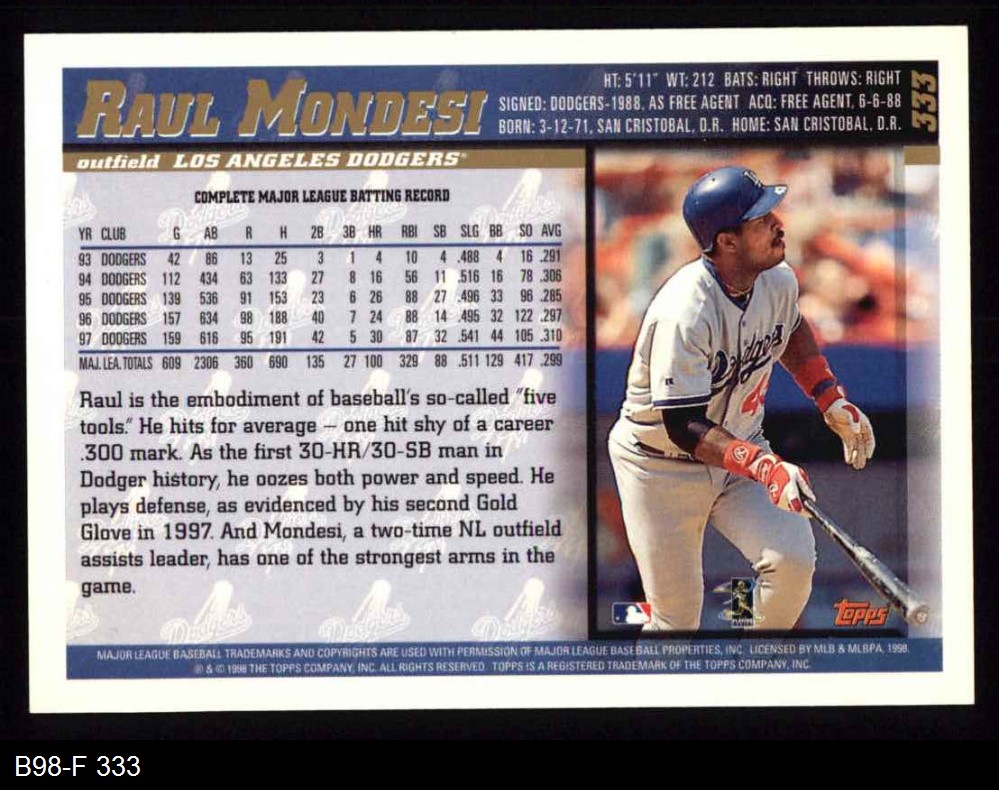 RAUL MONDESI
HT: 5'11" WT: 212 BATS: RIGHT THROWS: RIGHT
SIGNED: DODGERS-1988, AS FREE AGENT ACQ: FREE AGENT, 6-6-88
BORN: 3-12-71, SAN CRISTOBAL, D.R. HOME: SAN CRISTOBAL, D.R.
333
outfield LOS ANGELES DODGERS
COMPLETE MAJOR LEAGUE BATTING RECORD
YR CLUB G AB R H 2B 3B HR RBI SB SLG BB SO AVG
93 DODGERS 42 86 13 25 3 1 4 10 4 .488 4 16 .291
94 DODGERS 112 434 63 133 27 8 16 56 11 .516 16 78 .306
95 DODGERS 139 536 91 153 23 6 26 88 27 .496 33 96 .285
96 DODGERS 157 634 98 188 40 7 24 88 14 .495 32 122 .297
97 DODGERS 159 616 95 191 42 5 30 87 32 .541 44 105 .310
MAJ. LEA. TOTALS 609 2306 360 690 135 27 100 329 88 .511 129 417 .299
Raul is the embodiment of baseball's so-called "five
tools." He hits for average – one hit shy of a career
.300 mark. As the first 30-HR/30-SB man in
Dodger history, he oozes both power and speed. He
plays defense, as evidenced by his second Gold
Glove in 1997. And Mondesi, a two-time NL outfield
assists leader, has one of the strongest arms in the
game.
Dodgers
Topps
MAJOR LEAGUE BASEBALL TRADEMARKS AND COPYRIGHTS ARE USED WITH PERMISSION OF MAJOR LEAGUE BASEBALL PROPERTIES, INC. LICENSED BY MLB & MLBPA, 1998.
® & © 1998 THE TOPPS COMPANY, INC. ALL RIGHTS RESERVED. TOPPS IS A REGISTERED TRADEMARK OF THE TOPPS COMPANY, INC.
B98-F 333